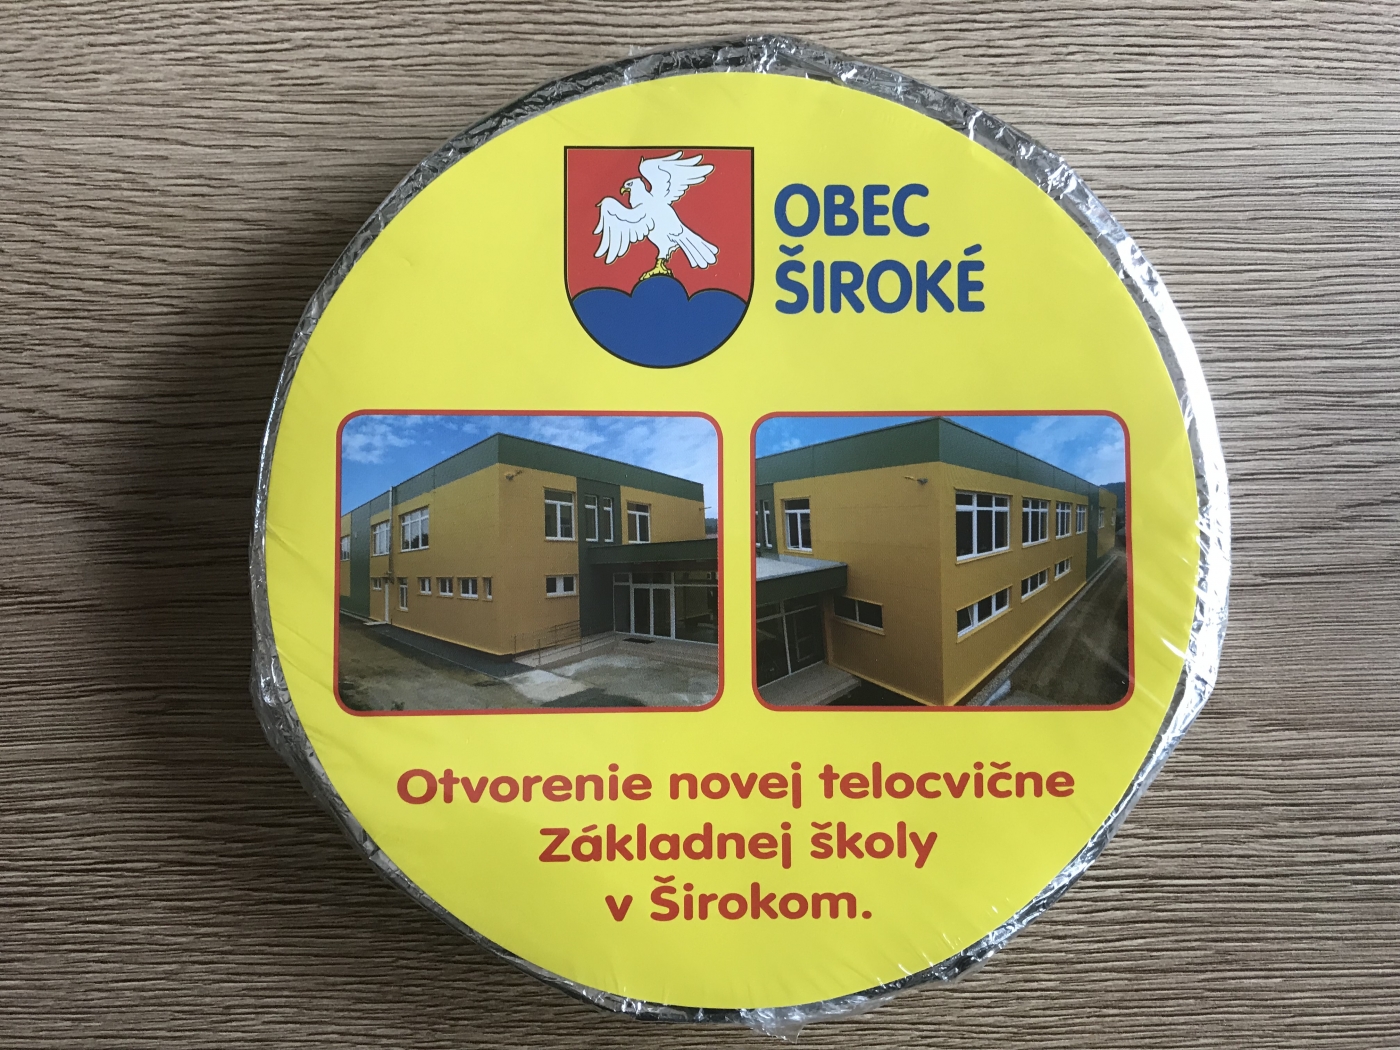 OBEC
ŠIROKÉ
Otvorenie novej telocvične
Základnej školy
v Širokom.